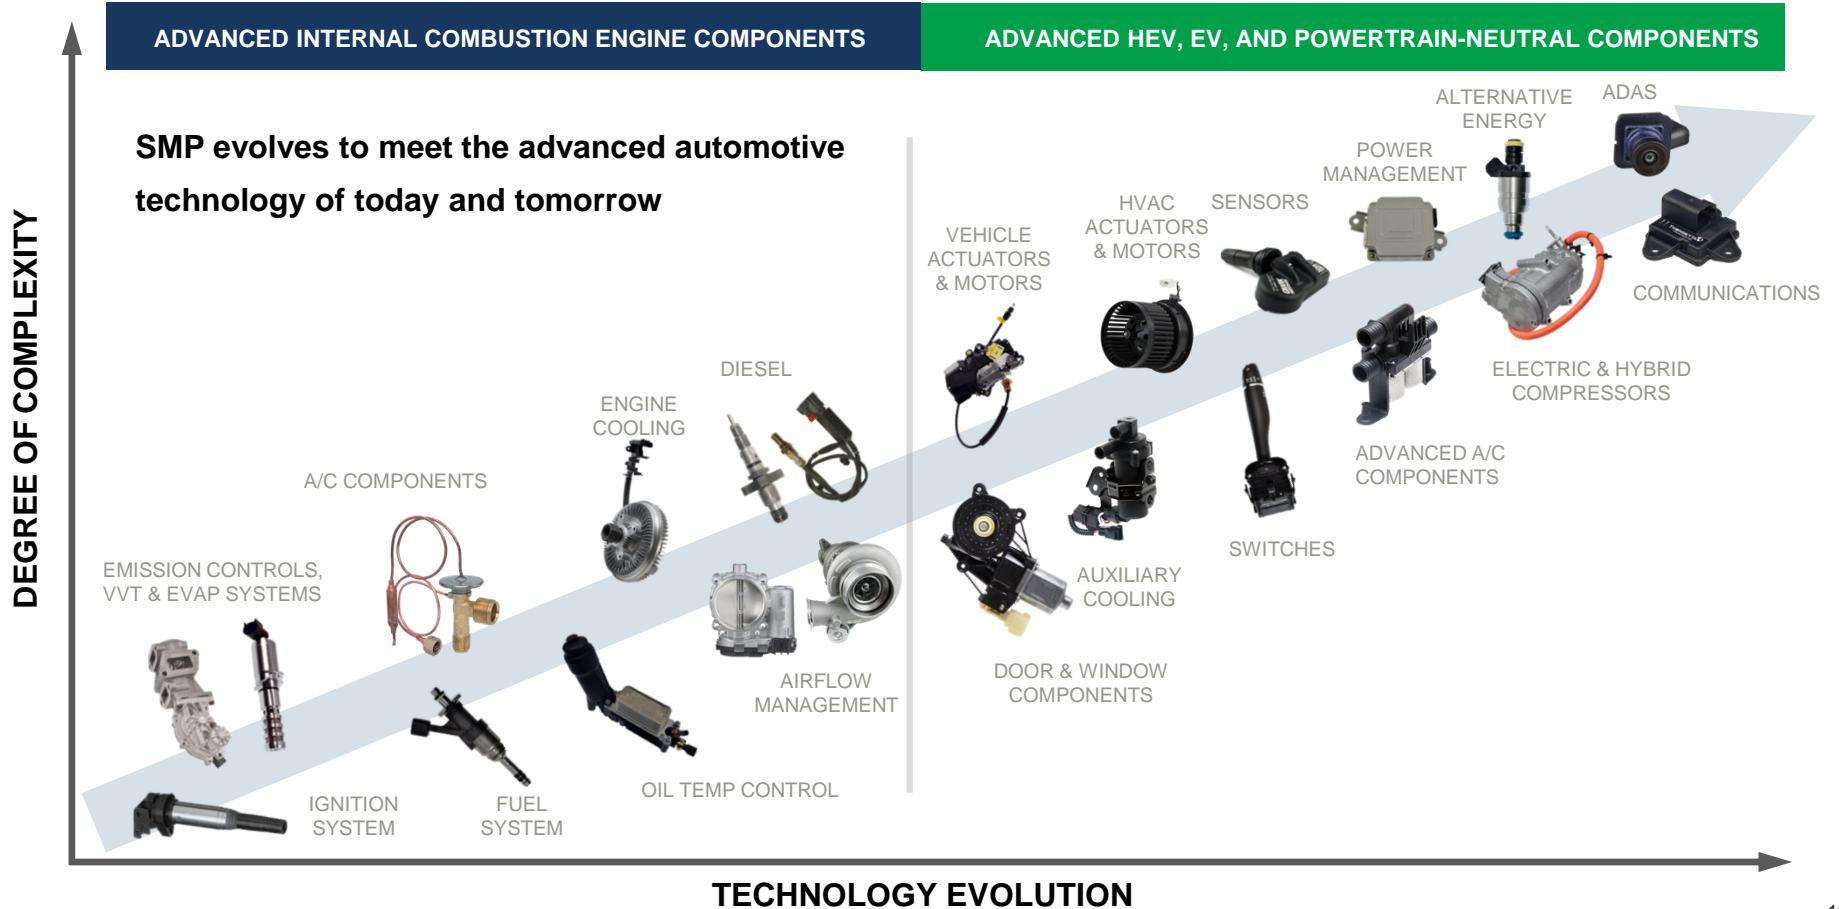 ADVANCED INTERNAL COMBUSTION ENGINE COMPONENTS
ADVANCED HEV, EV, AND POWERTRAIN-NEUTRAL COMPONENTS
SMP evolves to meet the advanced automotive
technology of today and tomorrow
DEGREE OF COMPLEXITY
EMISSION CONTROLS,
VVT & EVAP SYSTEMS
IGNITION
SYSTEM
A/C COMPONENTS
FUEL
SYSTEM
ENGINE
COOLING
OIL TEMP CONTROL
DIESEL
AIRFLOW
MANAGEMENT
VEHICLE
ACTUATORS
& MOTORS
DOOR & WINDOW
COMPONENTS
HVAC
ACTUATORS
& MOTORS
AUXILIARY
COOLING
SENSORS
SWITCHES
POWER
MANAGEMENT
ADVANCED A/C
COMPONENTS
ALTERNATIVE
ENERGY
ELECTRIC & HYBRID
COMPRESSORS
ADAS
COMMUNICATIONS
TECHNOLOGY EVOLUTION